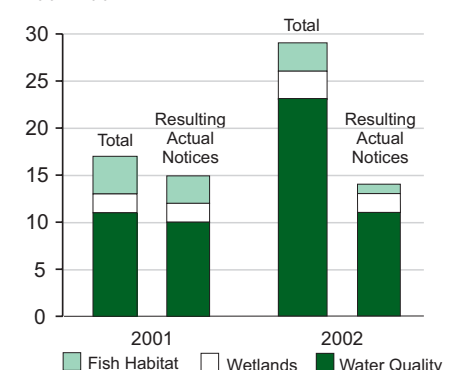 30
25
20
15
10
5
0
Total
Resulting
Actual
Notices
Total
Resulting
Actual
Notices
2001
2002
Fish Habitat
Wetlands
Water Quality